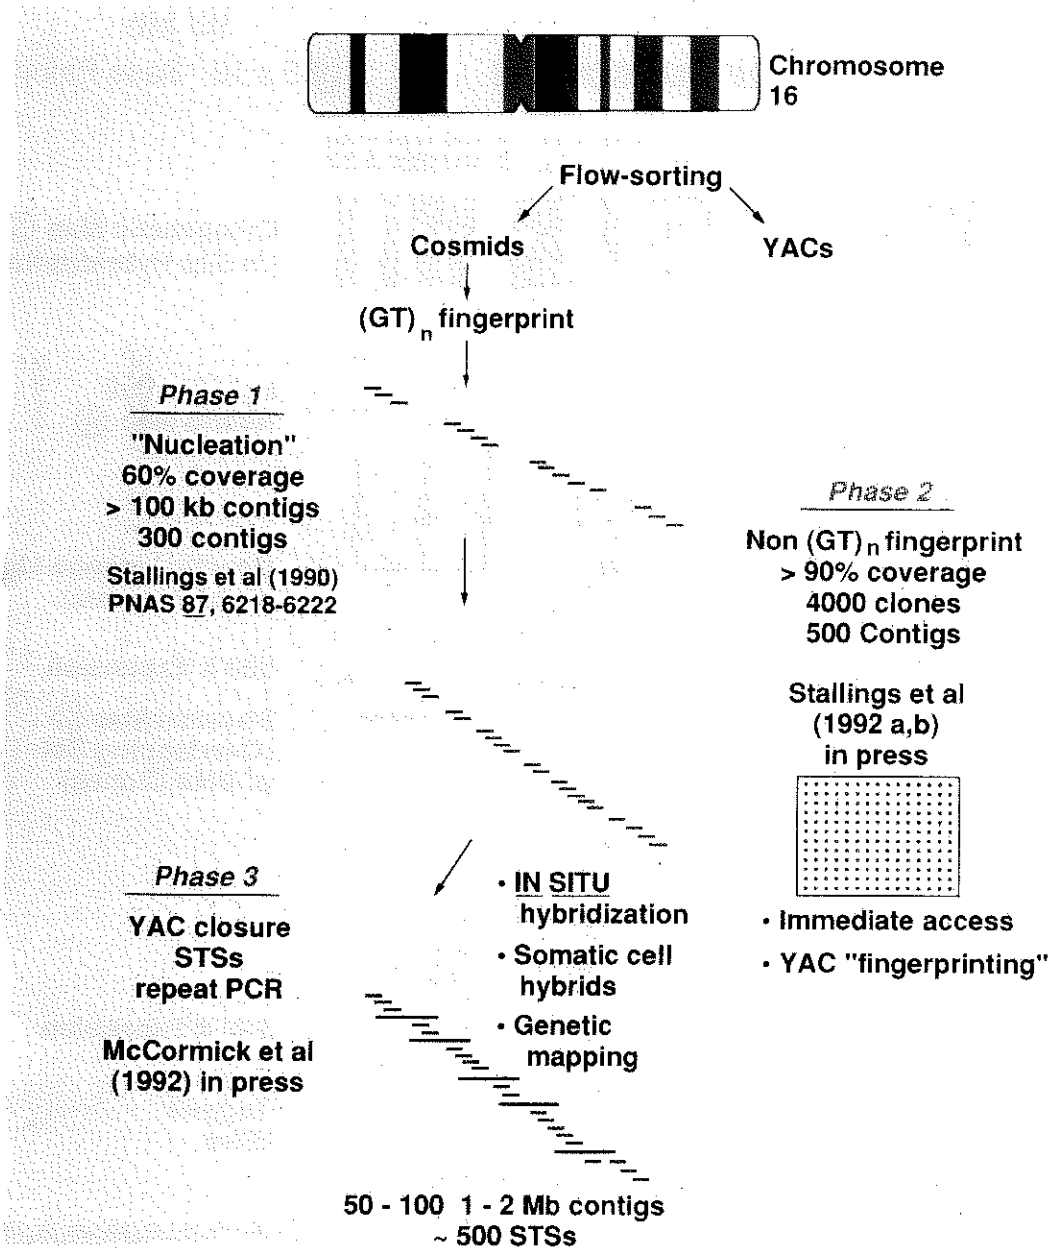 Chromosome
16
Flow-sorting
Cosmids
YACs
(GT)n fingerprint
Phase 1
"Nucleation"
60% coverage
> 100 kb contigs
300 contigs
Stallings et al (1990)
PNAS 87, 6218-6222
Phase 2
Non (GT)n fingerprint
> 90% coverage
4000 clones
500 Contigs
Stallings et al
(1992 a,b)
in press
• Immediate access
• YAC "fingerprinting"
Phase 3
YAC closure
STSs
repeat PCR
McCormick et al
(1992) in press
• IN SITU
hybridization
• Somatic cell
hybrids
• Genetic
mapping
50 - 100 1 - 2 Mb contigs
~ 500 STSs